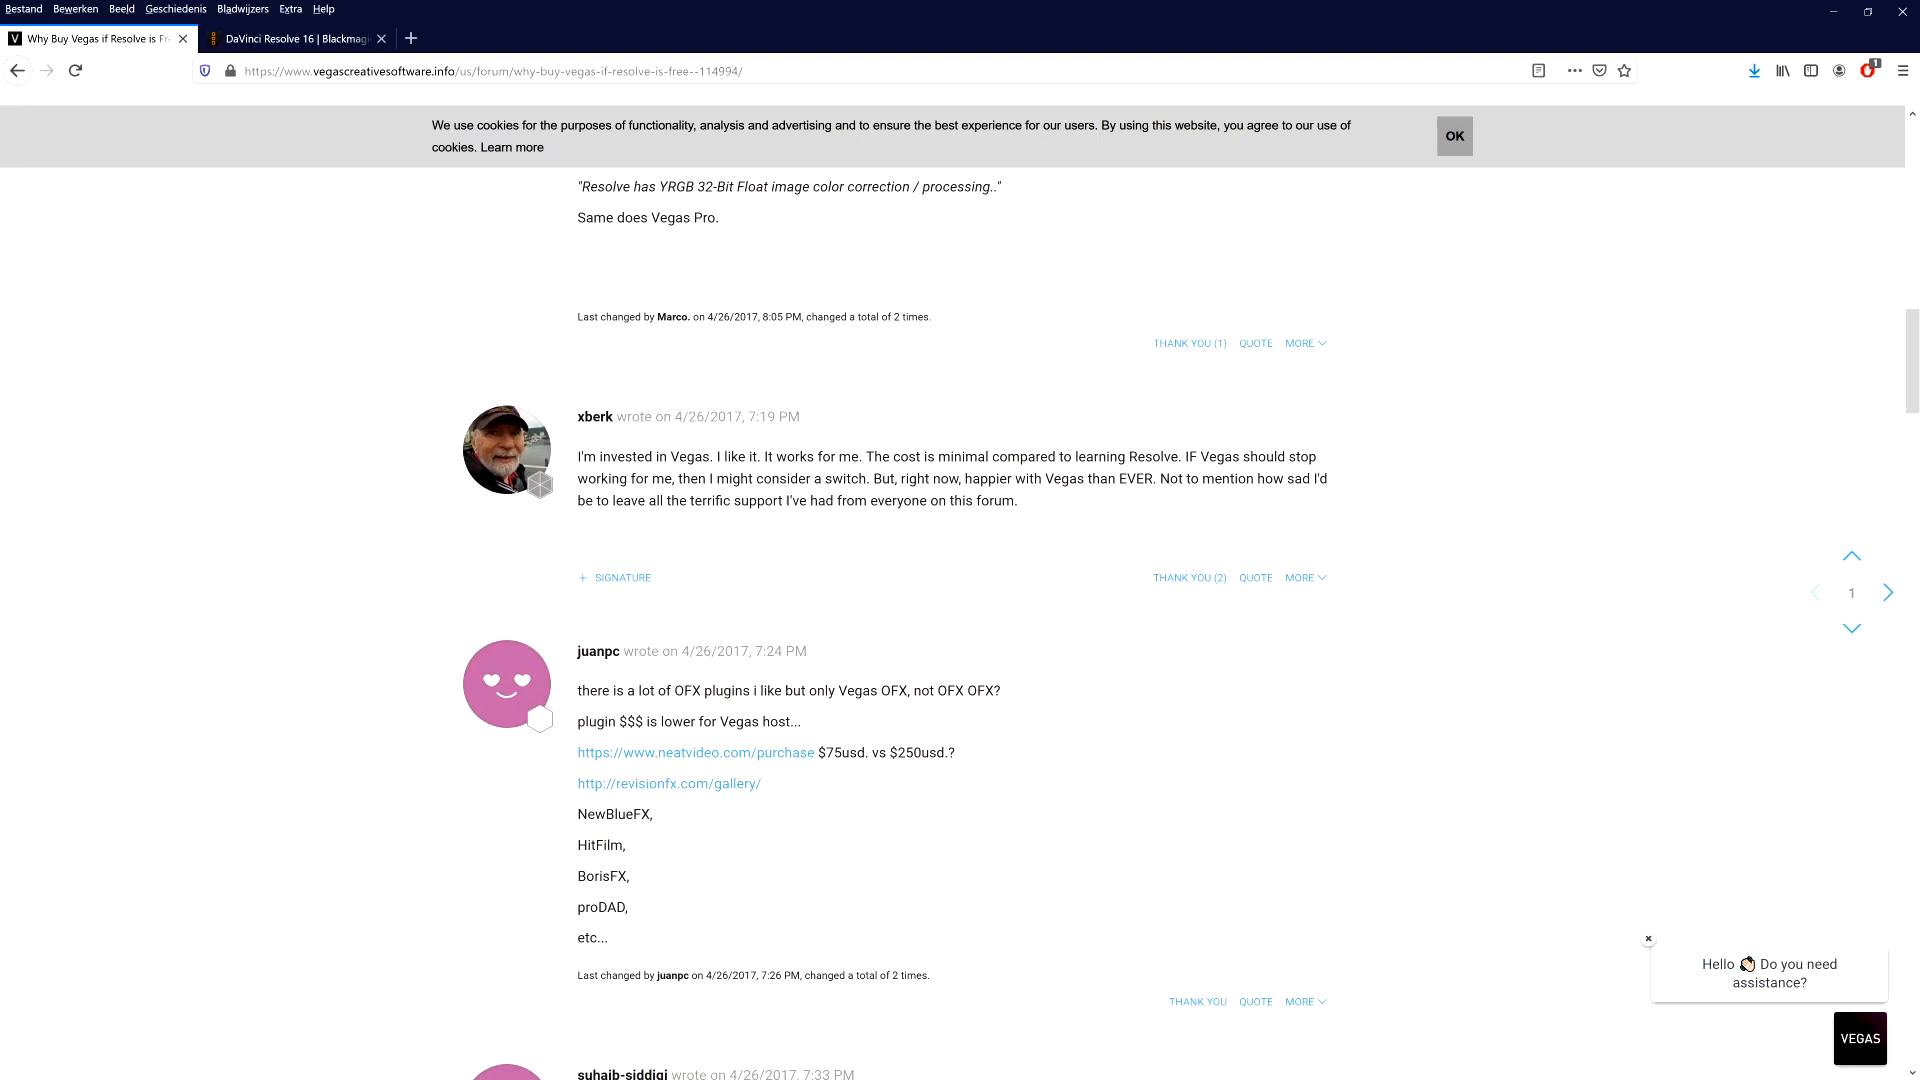 Bestand Bewerken Beeld Geschiedenis Bladwijzers Extra Help
V Why Buy Vegas if Resolve is Fr
DaVinci Resolve 16 | Blackmagi
https://www.vegascreativesoftware.info/us/forum/why-buy-vegas-if-resolve-is-free--114994/
1
We use cookies for the purposes of functionality, analysis and advertising and to ensure the best experience for our users. By using this website, you agree to our use of
cookies. Learn more
OK
"Resolve has YRGB 32-Bit Float image color correction / processing.."
Same does Vegas Pro.
Last changed by Marco. on 4/26/2017, 8:05 PM, changed a total of 2 times.
THANK YOU (1) QUOTE MORE
xberk wrote on 4/26/2017, 7:19 PM
I'm invested in Vegas. I like it. It works for me. The cost is minimal compared to learning Resolve. IF Vegas should stop
working for me, then I might consider a switch. But, right now, happier with Vegas than EVER. Not to mention how sad I'd
be to leave all the terrific support I've had from everyone on this forum.
+ SIGNATURE
THANK YOU (2) QUOTE MORE
1
juanpc wrote on 4/26/2017, 7:24 PM
there is a lot of OFX plugins i like but only Vegas OFX, not OFX OFX?
plugin $$$ is lower for Vegas host...
https://www.neatvideo.com/purchase $75usd. vs $250usd.?
http://revisionfx.com/gallery/
NewBlueFX,
HitFilm,
BorisFX,
proDAD,
etc...
Last changed by juanpc on 4/26/2017, 7:26 PM, changed a total of 2 times.
THANK YOU QUOTE MORE
Hello 👋🏻 Do you need
assistance?
VEGAS
suhaib-siddiqi wrote on 4/26/2017, 7:33 PM